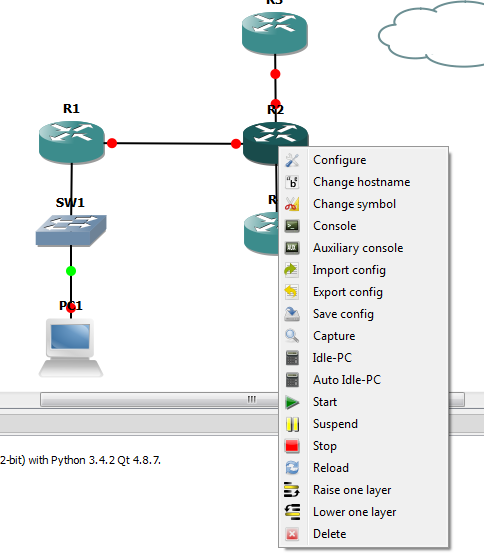 R3
R2
R1
SW1
PC1
R
Configure
Change hostname
Change symbol
Console
Auxiliary console
Import config
Export config
Save config
Capture
Idle-PC
Auto Idle-PC
Start
Suspend
Stop
Reload
Raise one layer
Lower one layer
Delete
2-bit) with Python 3.4.2 Qt 4.8.7.